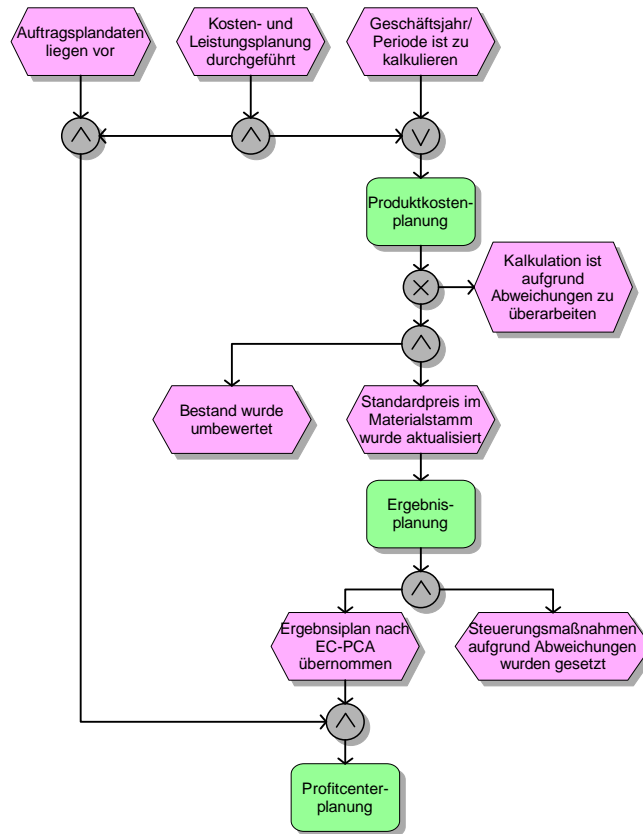 Auftragsplandaten
liegen vor
Kosten- und
Leistungsplanung
durchgeführt
Geschäftsjahr/
Periode ist zu
kalkulieren
Produktkosten-
planung
Kalkulation ist
aufgrund
Abweichungen zu
überarbeiten
Bestand wurde
umbewertet
Standardpreis im
Materialstamm
wurde aktualisiert
Ergebnis-
planung
Ergebnsiplan nach
EC-PCA
übernommen
Steuerungsmaßnahmen
aufgrund Abweichungen
wurden gesetzt
Profitcenter-
planung